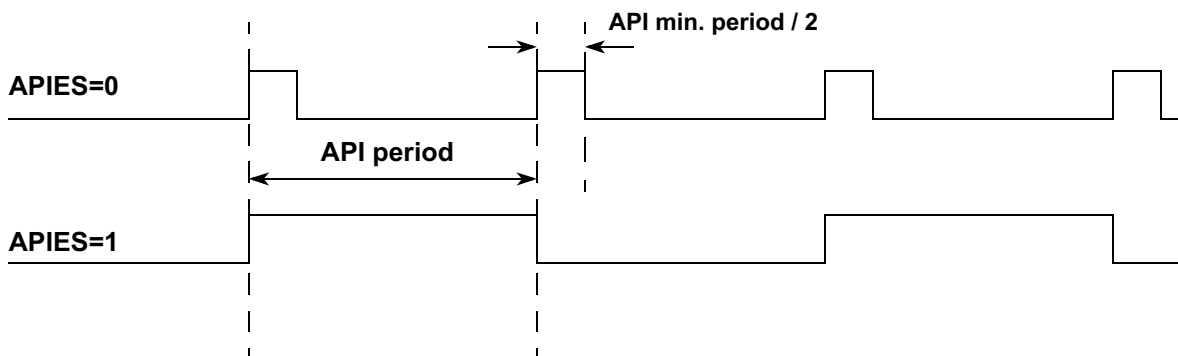 API min. period / 2
APIES=0
API period
APIES=1